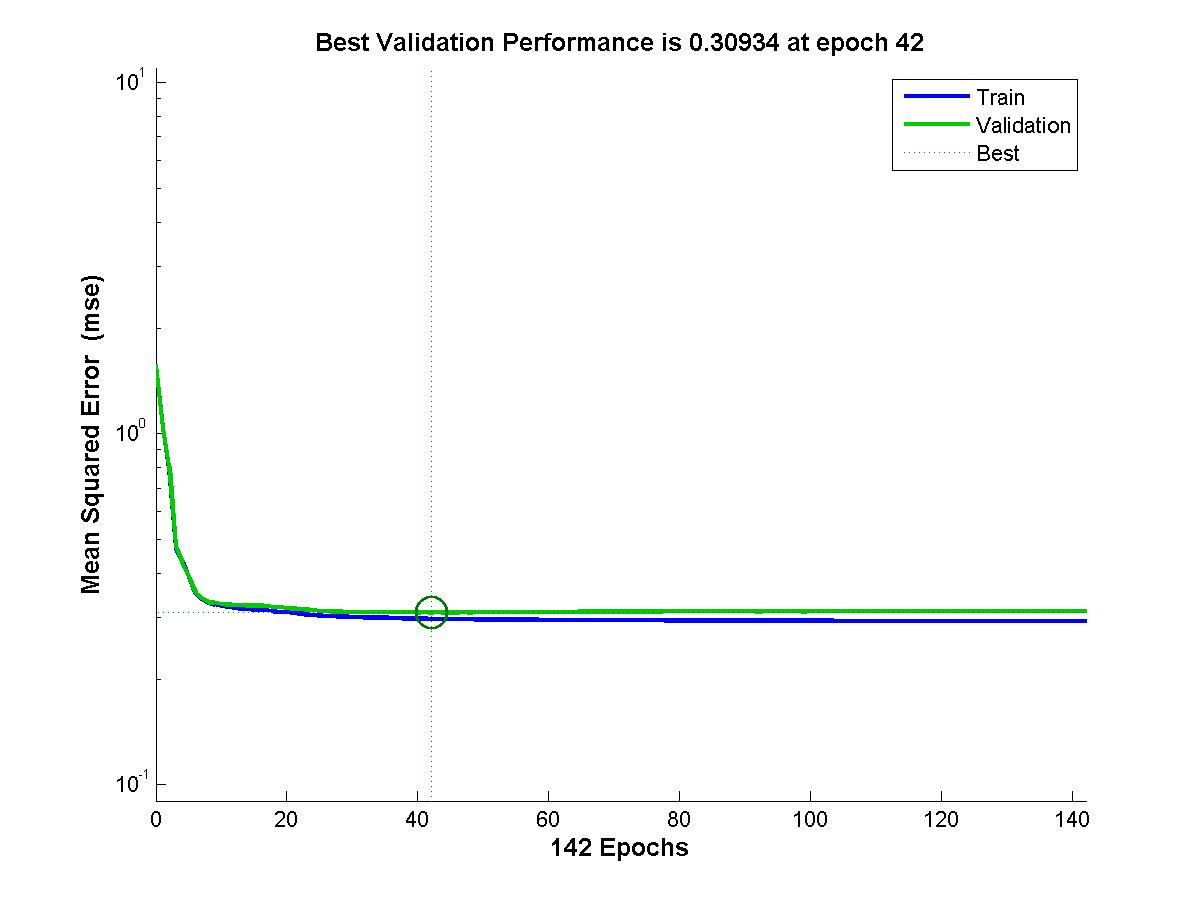 Best Validation Performance is 0.30934 at epoch 42
10^1
10^0
10^-1
Mean Squared Error (mse)
Train
Validation
Best
0 20 40 60 80 100 120 140
142 Epochs